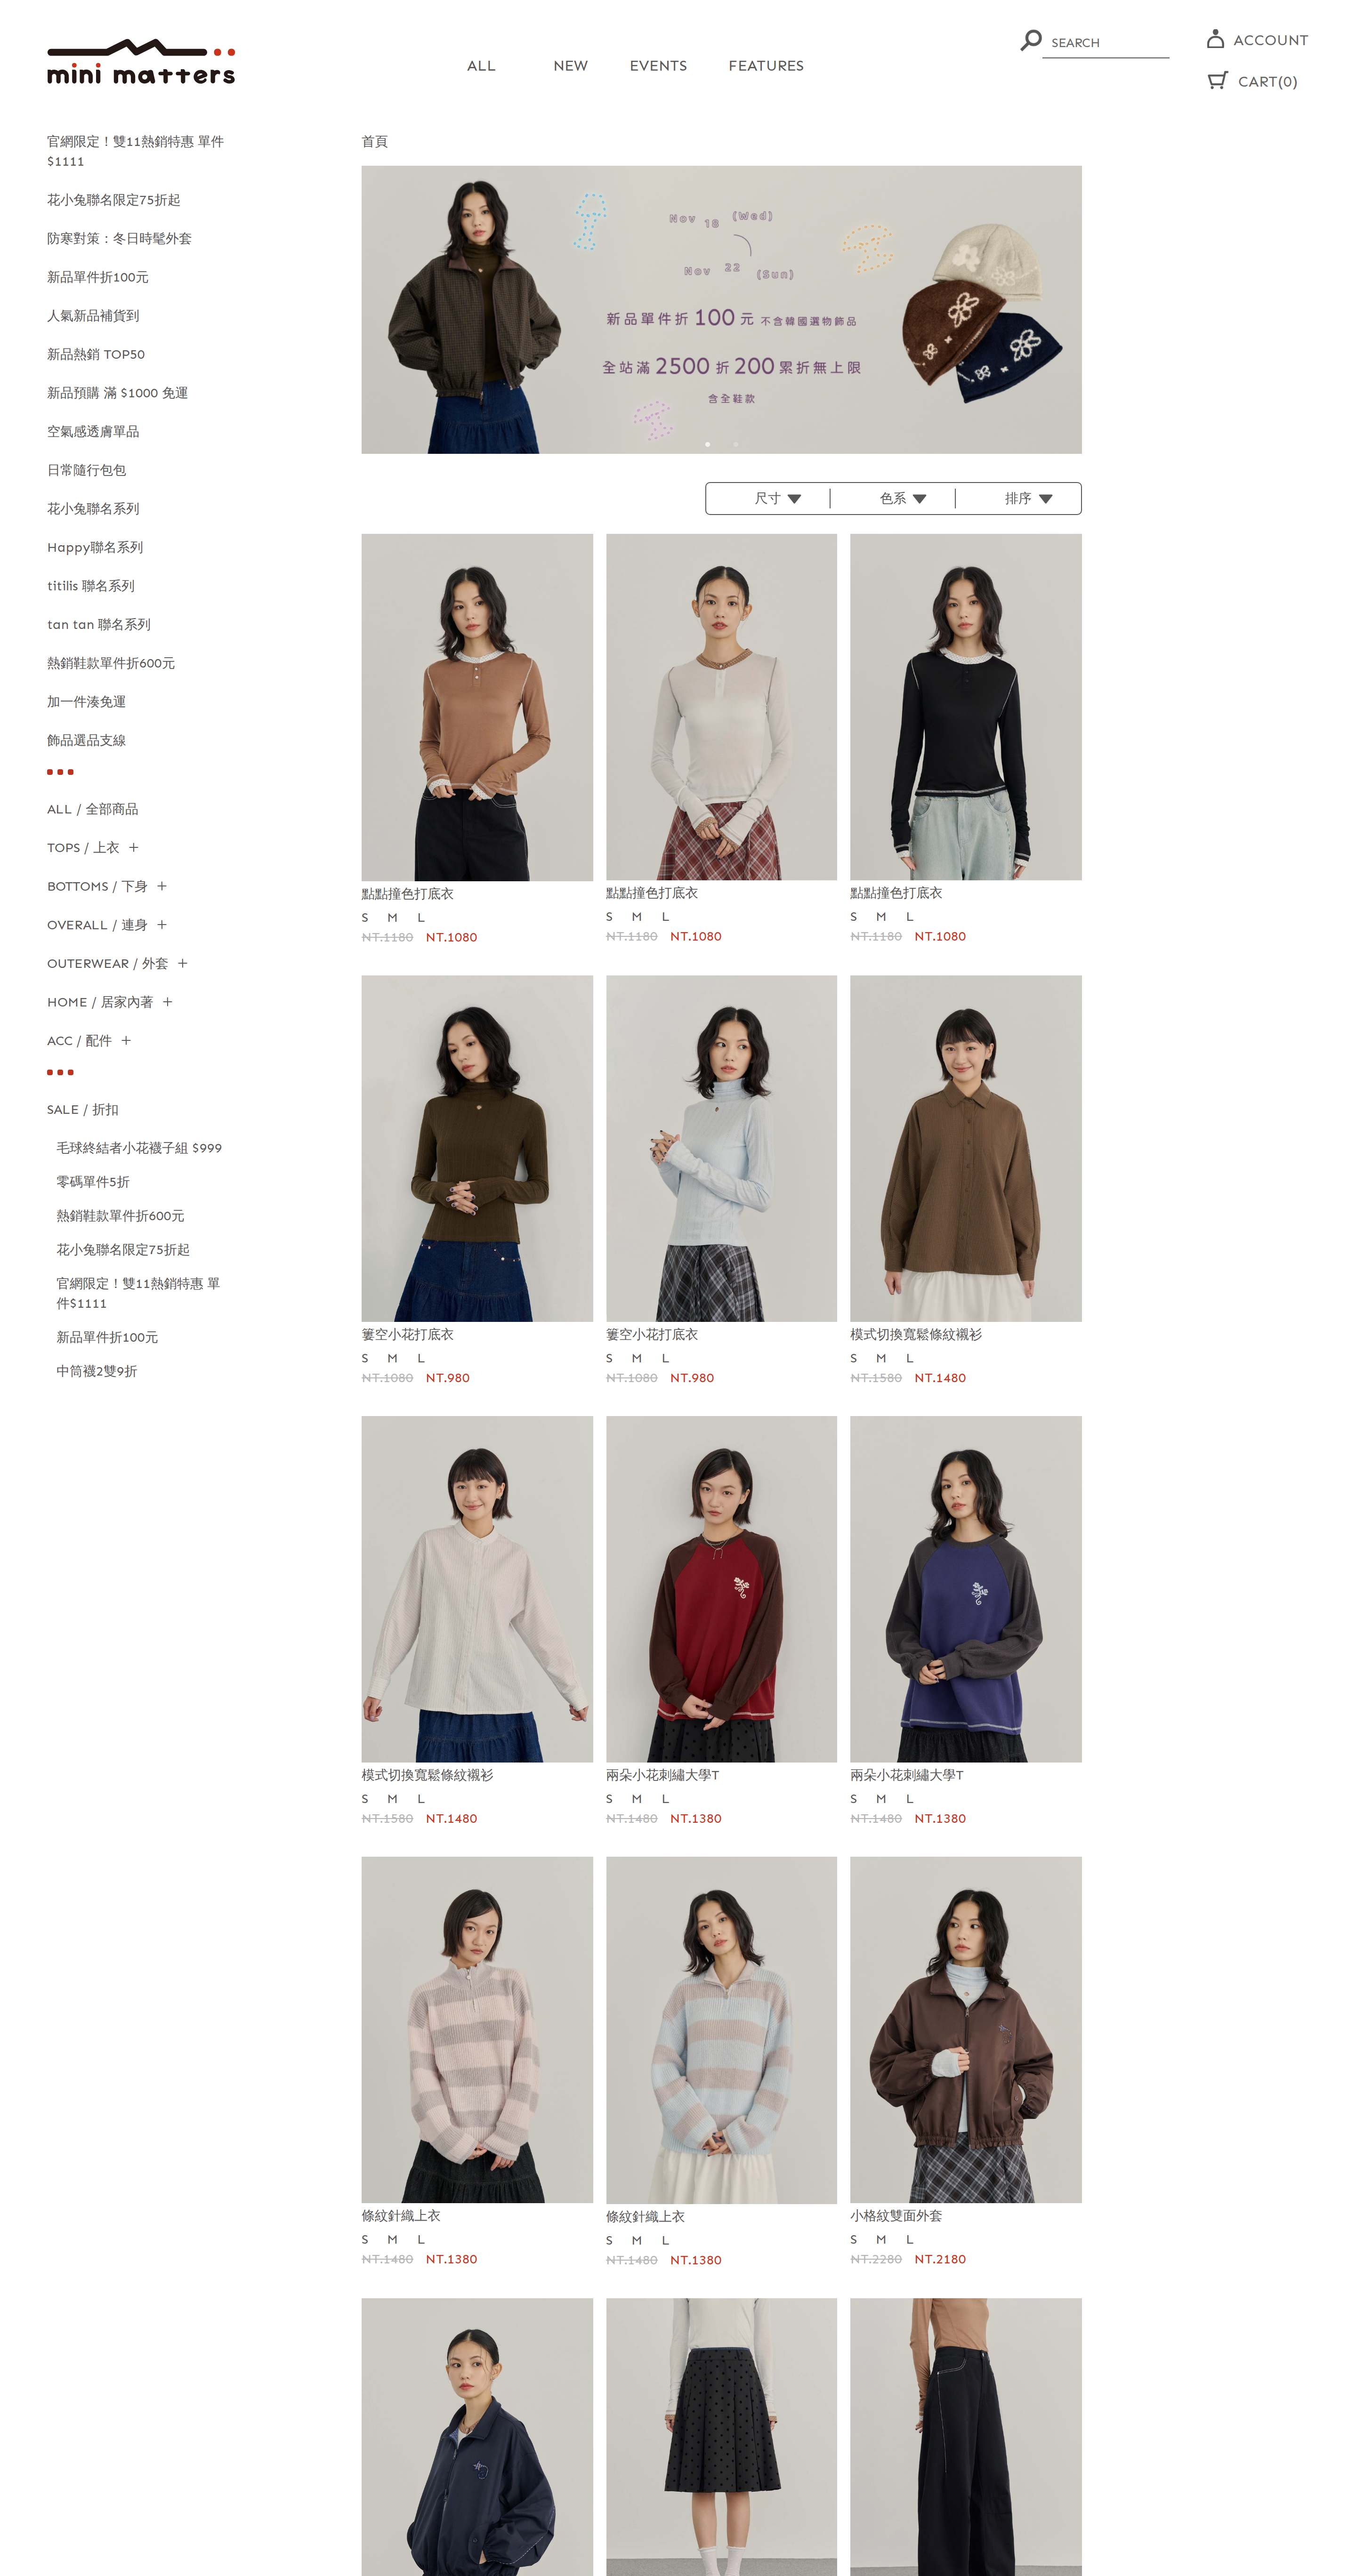 mini matters
ALL
NEW
EVENTS
FEATURES
SEARCH
ACCOUNT
CART(0)
官網限定！雙11熱銷特惠 單件
$1111
花小兔聯名限定75折起
防寒對策：冬日時髦外套
新品單件折100元
人氣新品補貨到
新品熱銷 TOP50
新品預購 滿 $1000 免運
空氣感透膚單品
日常隨行包包
花小兔聯名系列
Happy聯名系列
titilis 聯名系列
tan tan 聯名系列
熱銷鞋款單件折600元
加一件湊免運
飾品選品支線
ALL / 全部商品
TOPS / 上衣 +
BOTTOMS / 下身 +
OVERALL / 連身 +
OUTERWEAR / 外套 +
HOME / 居家內著 +
ACC / 配件 +
SALE / 折扣
毛球終結者小花襪子組 $999
零碼單件5折
熱銷鞋款單件折600元
花小兔聯名限定75折起
官網限定！雙11熱銷特惠 單
件$1111
新品單件折100元
中筒襪2雙9折
首頁
Nov 18 (Wed)
Nov 22 (Sun)
新品單件折 100 元 不含韓國選物飾品
全站滿 2500 折 200 累折無上限
含全鞋款
尺寸
色系
排序
點點撞色打底衣
S M L
NT.1180 NT.1080
點點撞色打底衣
S M L
NT.1180 NT.1080
點點撞色打底衣
S M L
NT.1180 NT.1080
簍空小花打底衣
S M L
NT.1080 NT.980
簍空小花打底衣
S M L
NT.1080 NT.980
模式切換寬鬆條紋襯衫
S M L
NT.1580 NT.1480
模式切換寬鬆條紋襯衫
S M L
NT.1580 NT.1480
兩朵小花刺繡大學T
S M L
NT.1480 NT.1380
兩朵小花刺繡大學T
S M L
NT.1480 NT.1380
條紋針織上衣
S M L
NT.1480 NT.1380
條紋針織上衣
S M L
NT.1480 NT.1380
小格紋雙面外套
S M L
NT.2280 NT.2180